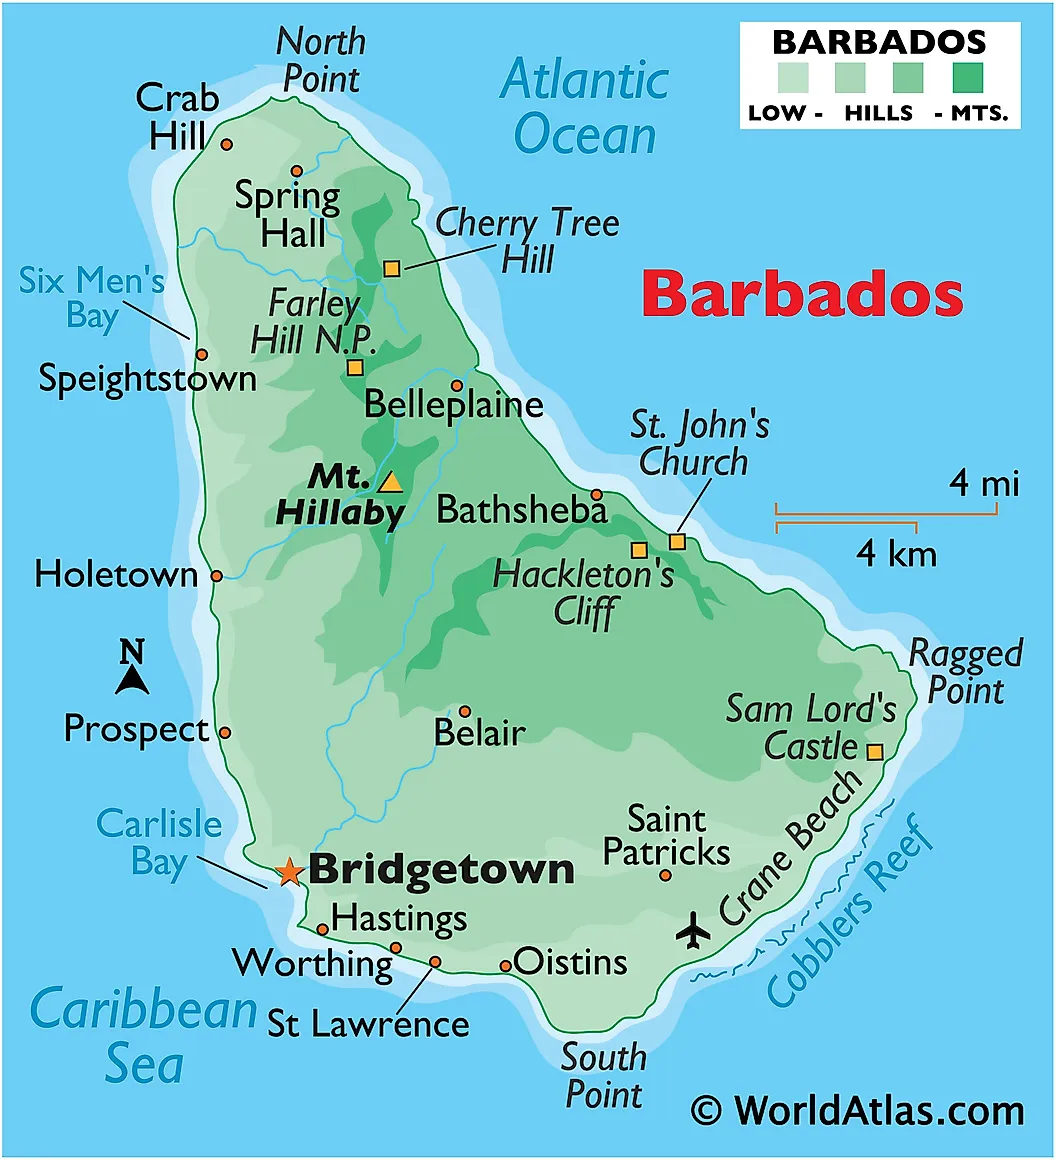 North
Point
Atlantic
Ocean
BARBADOS
LOW - HILLS - MTS.
Crab
Hill
Spring
Hall
Cherry Tree
Hill
Six Men's
Bay
Barbados
Farley
Hill N.P.
Speightstown
Belleplaine
St. John's
Church
Mt.
Hillaby
Bathsheba
4 mi
4 km
Holetown
Hackleton's
Cliff
N
Ragged
Point
Prospect
Belair
Sam Lord's
Castle
Carlisle
Bay
Saint
Patricks
Crane Beach
Cobblers Reef
Bridgetown
Hastings
Worthing
Oistins
St Lawrence
Caribbean
Sea
South
Point
© WorldAtlas.com